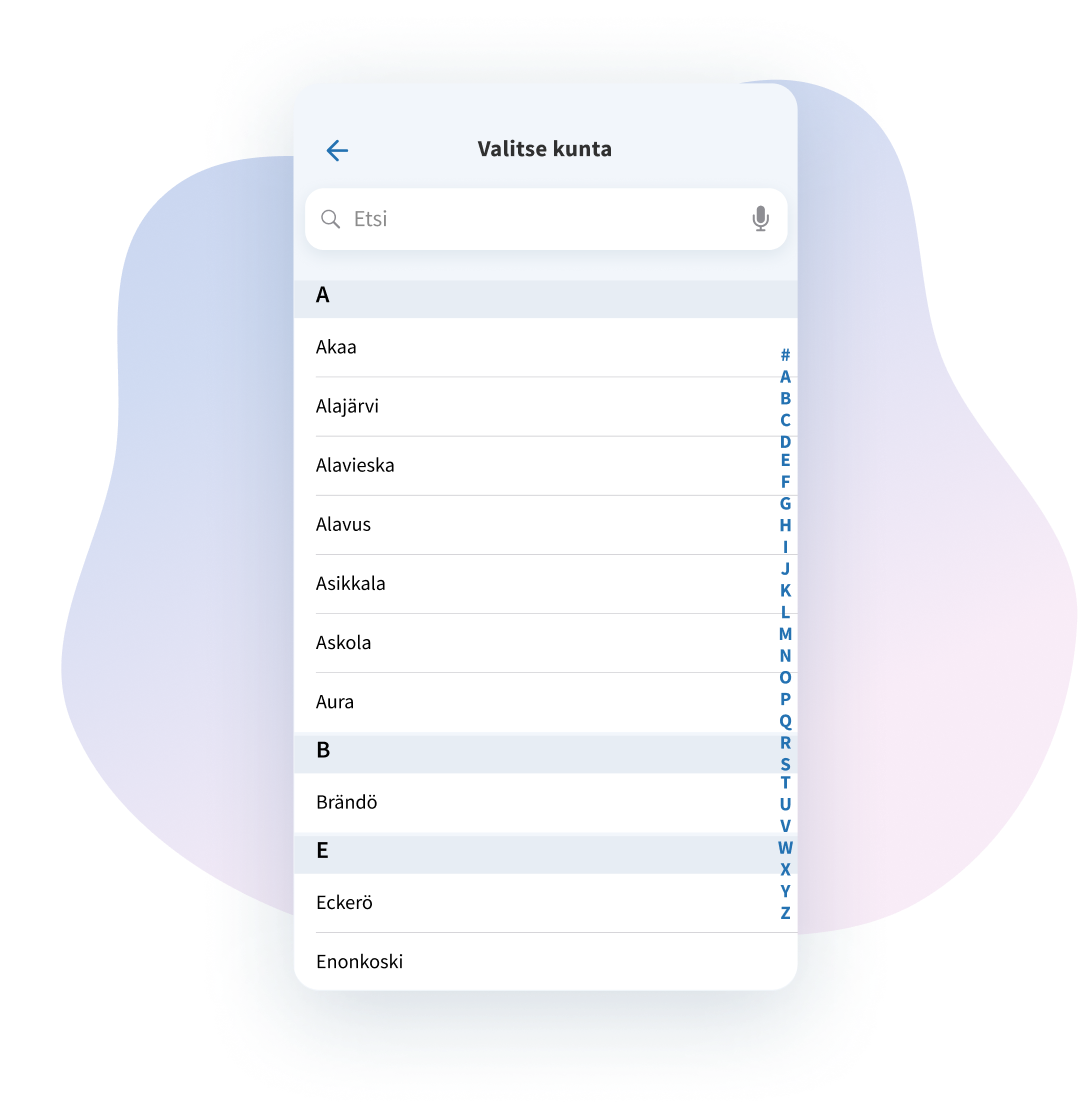 Valitse kunta
Etsi
A
Akaa
Alajärvi
Alavieska
Alavus
Asikkala
Askola
Aura
B
Brändö
E
Eckerö
Enonkoski
#
A
B
C
D
E
F
G
H
I
J
K
L
M
N
O
P
Q
R
S
T
U
V
W
X
Y
Z